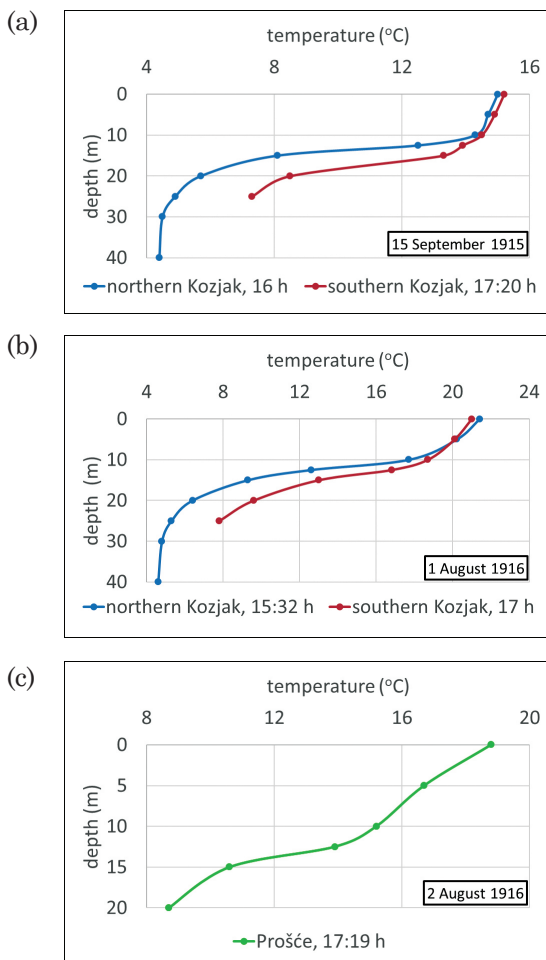 (a)
temperature (°C)
4 8 12 16
0
10
20
30
40
depth (m)
15 September 1915
northern Kozjak, 16 h southern Kozjak, 17:20 h
(b)
temperature (°C)
4 8 12 16 20 24
0
10
20
30
40
depth (m)
1 August 1916
northern Kozjak, 15:32 h southern Kozjak, 17 h
(c)
temperature (°C)
8 12 16 20
0
5
10
15
20
depth (m)
2 August 1916
Prošće, 17:19 h